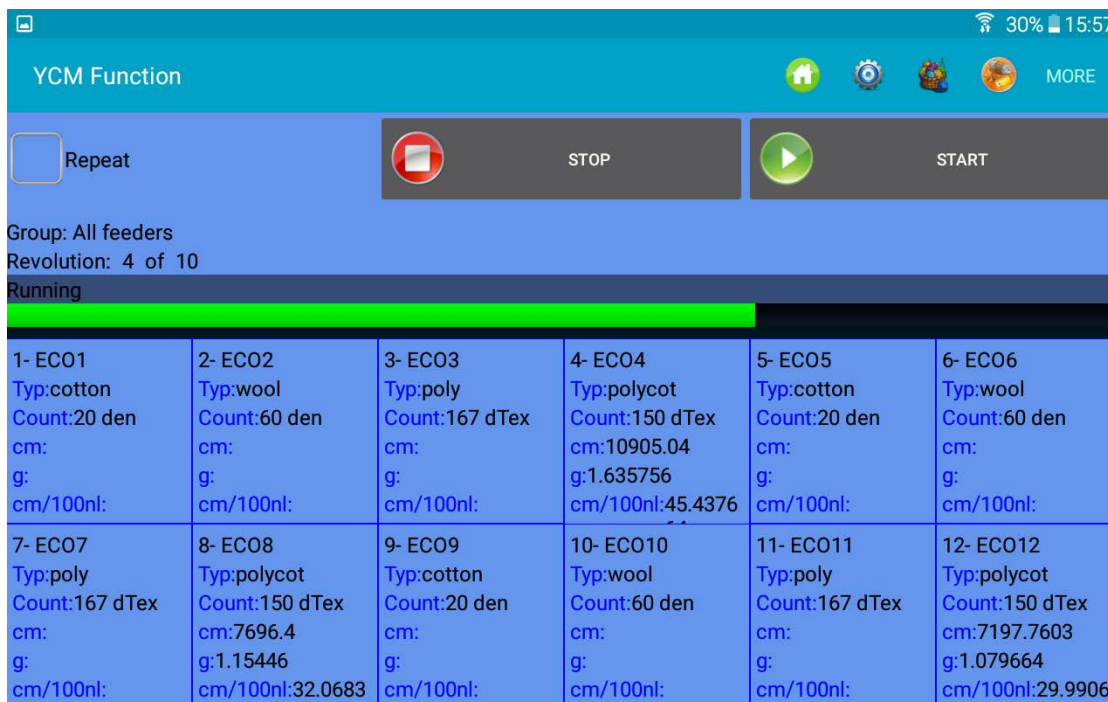 30% 15:57
YCM Function MORE
Repeat STOP START
Group: All feeders
Revolution: 4 of 10
Running
1- ECO1
Typ:cotton
Count:20 den
cm:
g:
cm/100nl:
2- ECO2
Typ:wool
Count:60 den
cm:
g:
cm/100nl:
3- ECO3
Typ:poly
Count:167 dTex
cm:
g:
cm/100nl:
4- ECO4
Typ:polycot
Count:150 dTex
cm:10905.04
g:1.635756
cm/100nl:45.4376
5- ECO5
Typ:cotton
Count:20 den
cm:
g:
cm/100nl:
6- ECO6
Typ:wool
Count:60 den
cm:
g:
cm/100nl:
7- ECO7
Typ:poly
Count:167 dTex
cm:
g:
cm/100nl:
8- ECO8
Typ:polycot
Count:150 dTex
cm:7696.4
g:1.15446
cm/100nl:32.0683
9- ECO9
Typ:cotton
Count:20 den
cm:
g:
cm/100nl:
10- ECO10
Typ:wool
Count:60 den
cm:
g:
cm/100nl:
11- ECO11
Typ:poly
Count:167 dTex
cm:
g:
cm/100nl:
12- ECO12
Typ:polycot
Count:150 dTex
cm:7197.7603
g:1.079664
cm/100nl:29.9906